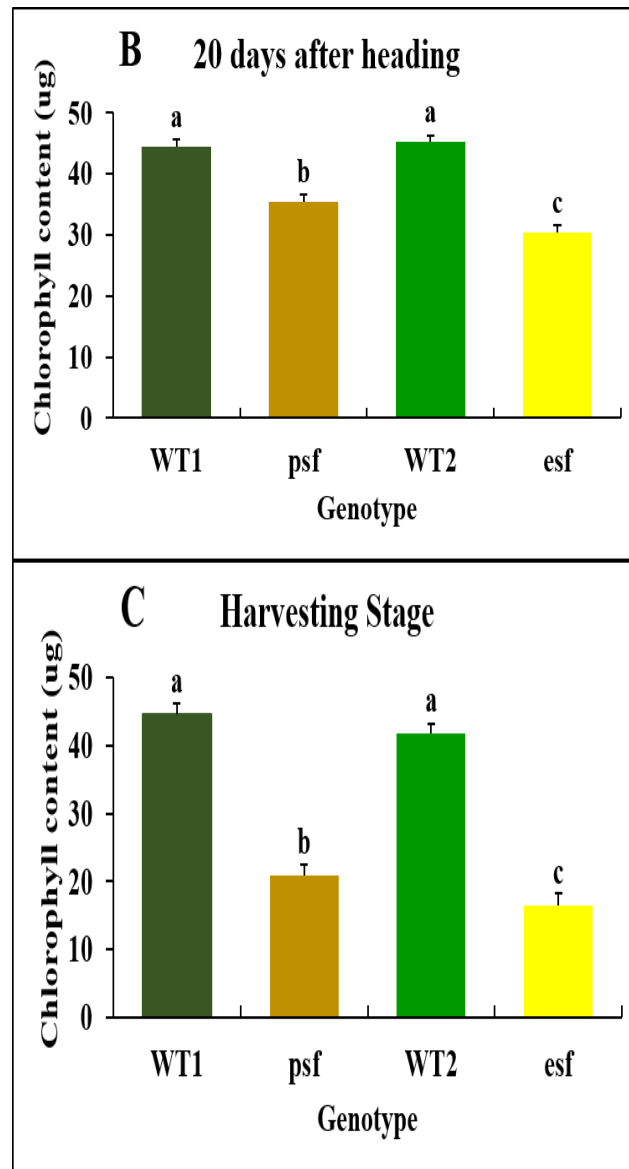 B 20 days after heading
Chlorophyll content (ug)
50
40
30
20
10
0
a
b
a
c
WT1 psf WT2 esf
Genotype
C Harvesting Stage
Chlorophyll content (ug)
50
40
30
20
10
0
a
b
a
c
WT1 psf WT2 esf
Genotype